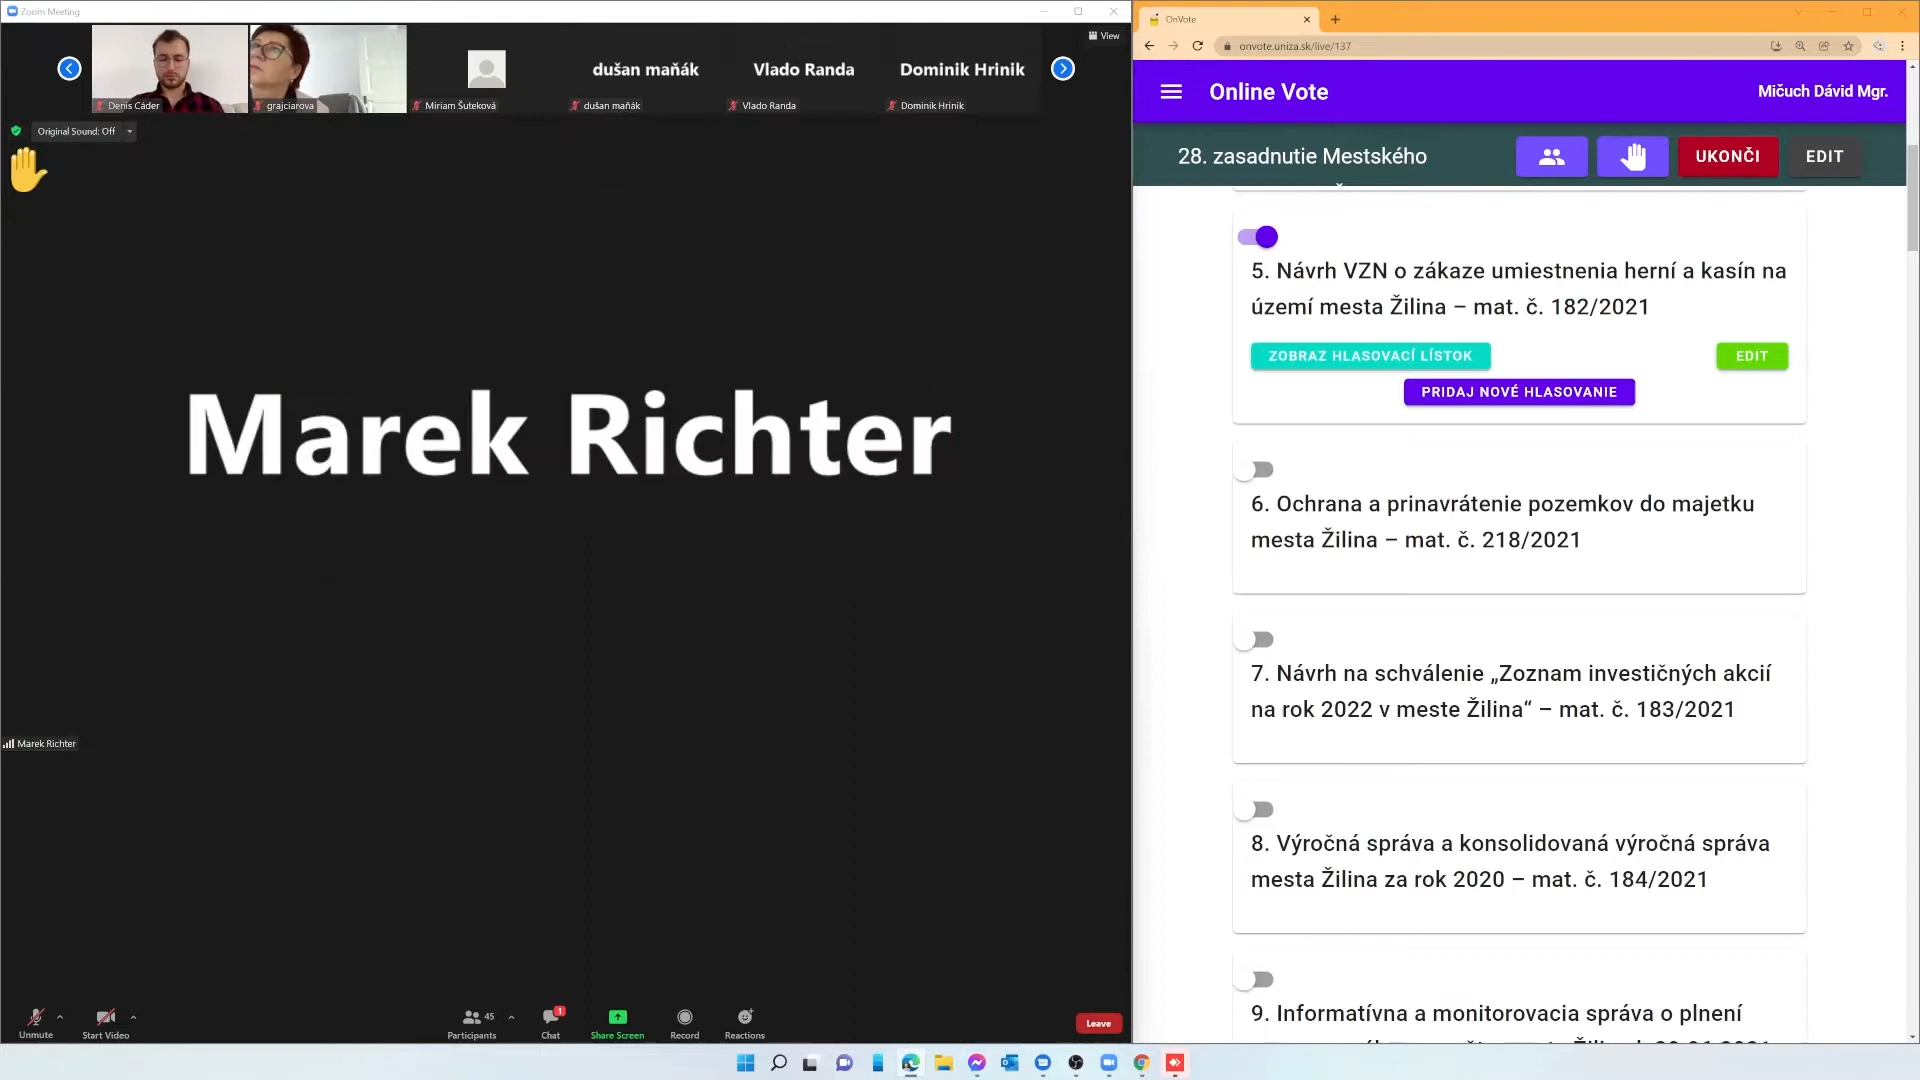 Zoom Meeting
View
dušan maňák
Vlado Randa
Dominik Hrinik
Denis Cáder
grajciarova
Miriam Šuteková
dušan maňák
Vlado Randa
Dominik Hrinik
Original Sound: Off
Marek Richter
Marek Richter
Unmute
Start Video
45
Participants
1
Chat
Share Screen
Record
Reactions
Leave
OnVote
onvote.uniza.sk/live/137
Online Vote
Mičuch Dávid Mgr.
28. zasadnutie Mestského
UKONČI
EDIT
5. Návrh VZN o zákaze umiestnenia herní a kasín na
území mesta Žilina – mat. č. 182/2021
ZOBRAZ HLASOVACÍ LÍSTOK
EDIT
PRIDAJ NOVÉ HLASOVANIE
6. Ochrana a prinavrátenie pozemkov do majetku
mesta Žilina – mat. č. 218/2021
7. Návrh na schválenie „Zoznam investičných akcií
na rok 2022 v meste Žilina“ – mat. č. 183/2021
8. Výročná správa a konsolidovaná výročná správa
mesta Žilina za rok 2020 – mat. č. 184/2021
9. Informatívna a monitorovacia správa o plnení